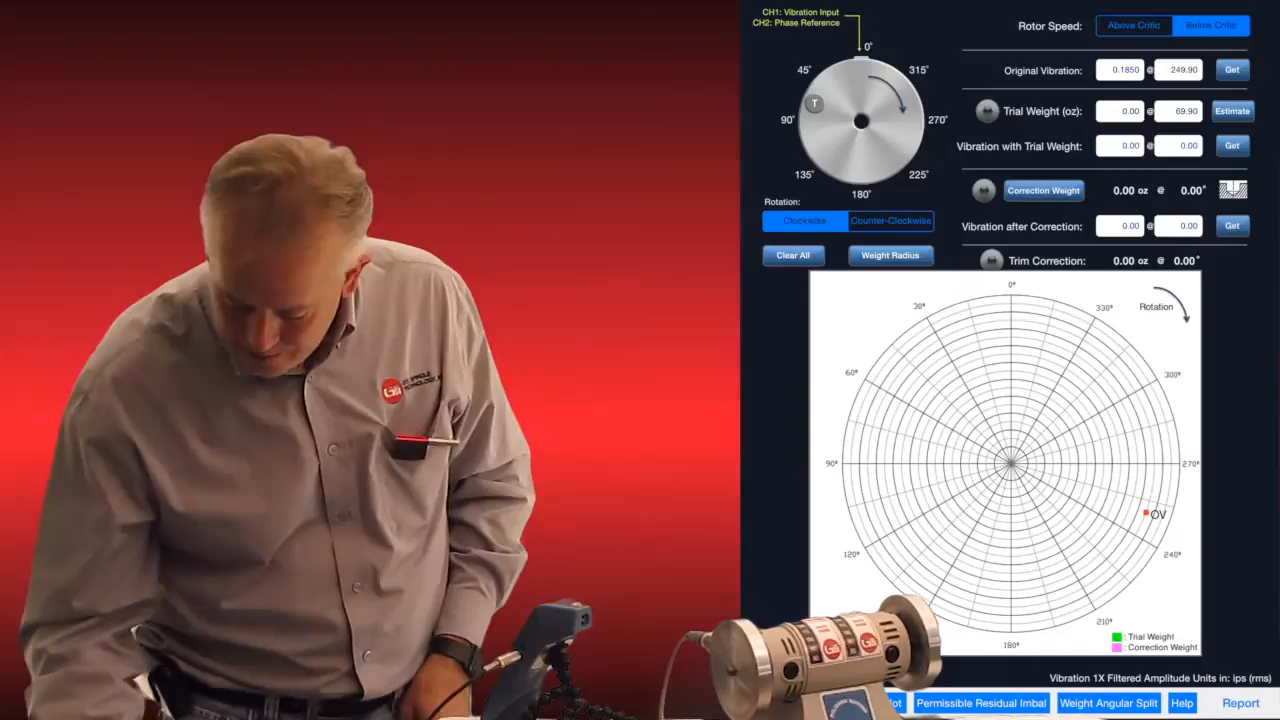 CH1: Vibration Input
CH2: Phase Reference
0°
45°
315°
T
90°
270°
135°
225°
180°
Rotation:
Clockwise
Counter-Clockwise
Clear All
Weight Radius
Rotor Speed:
Above Critic
Below Critic
Original Vibration:
0.1850
@
249.90
Get
Trial Weight (oz):
0.00
@
69.90
Estimate
Vibration with Trial Weight:
0.00
@
0.00
Get
Correction Weight
0.00 oz @ 0.00°
Vibration after Correction:
0.00
@
0.00
Get
Trim Correction:
0.00 oz @ 0.00°
0°
30°
330°
Rotation
60°
300°
90°
270°
OV
120°
240°
210°
180°
: Trial Weight
: Correction Weight
Vibration 1X Filtered Amplitude Units in: ips (rms)
Permissible Residual Imbal
Weight Angular Split
Help
Report